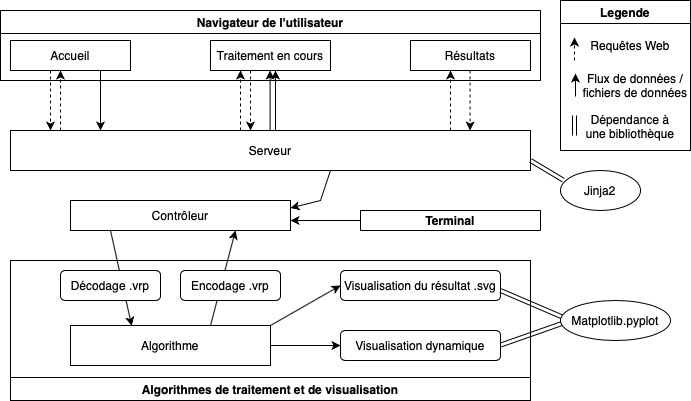 Navigateur de l'utilisateur
Accueil
Traitement en cours
Résultats
Legende
Requêtes Web
Flux de données /
fichiers de données
Dépendance à
une bibliothèque
Serveur
Jinja2
Contrôleur
Terminal
Décodage .vrp
Encodage .vrp
Visualisation du résultat .svg
Matplotlib.pyplot
Algorithme
Visualisation dynamique
Algorithmes de traitement et de visualisation